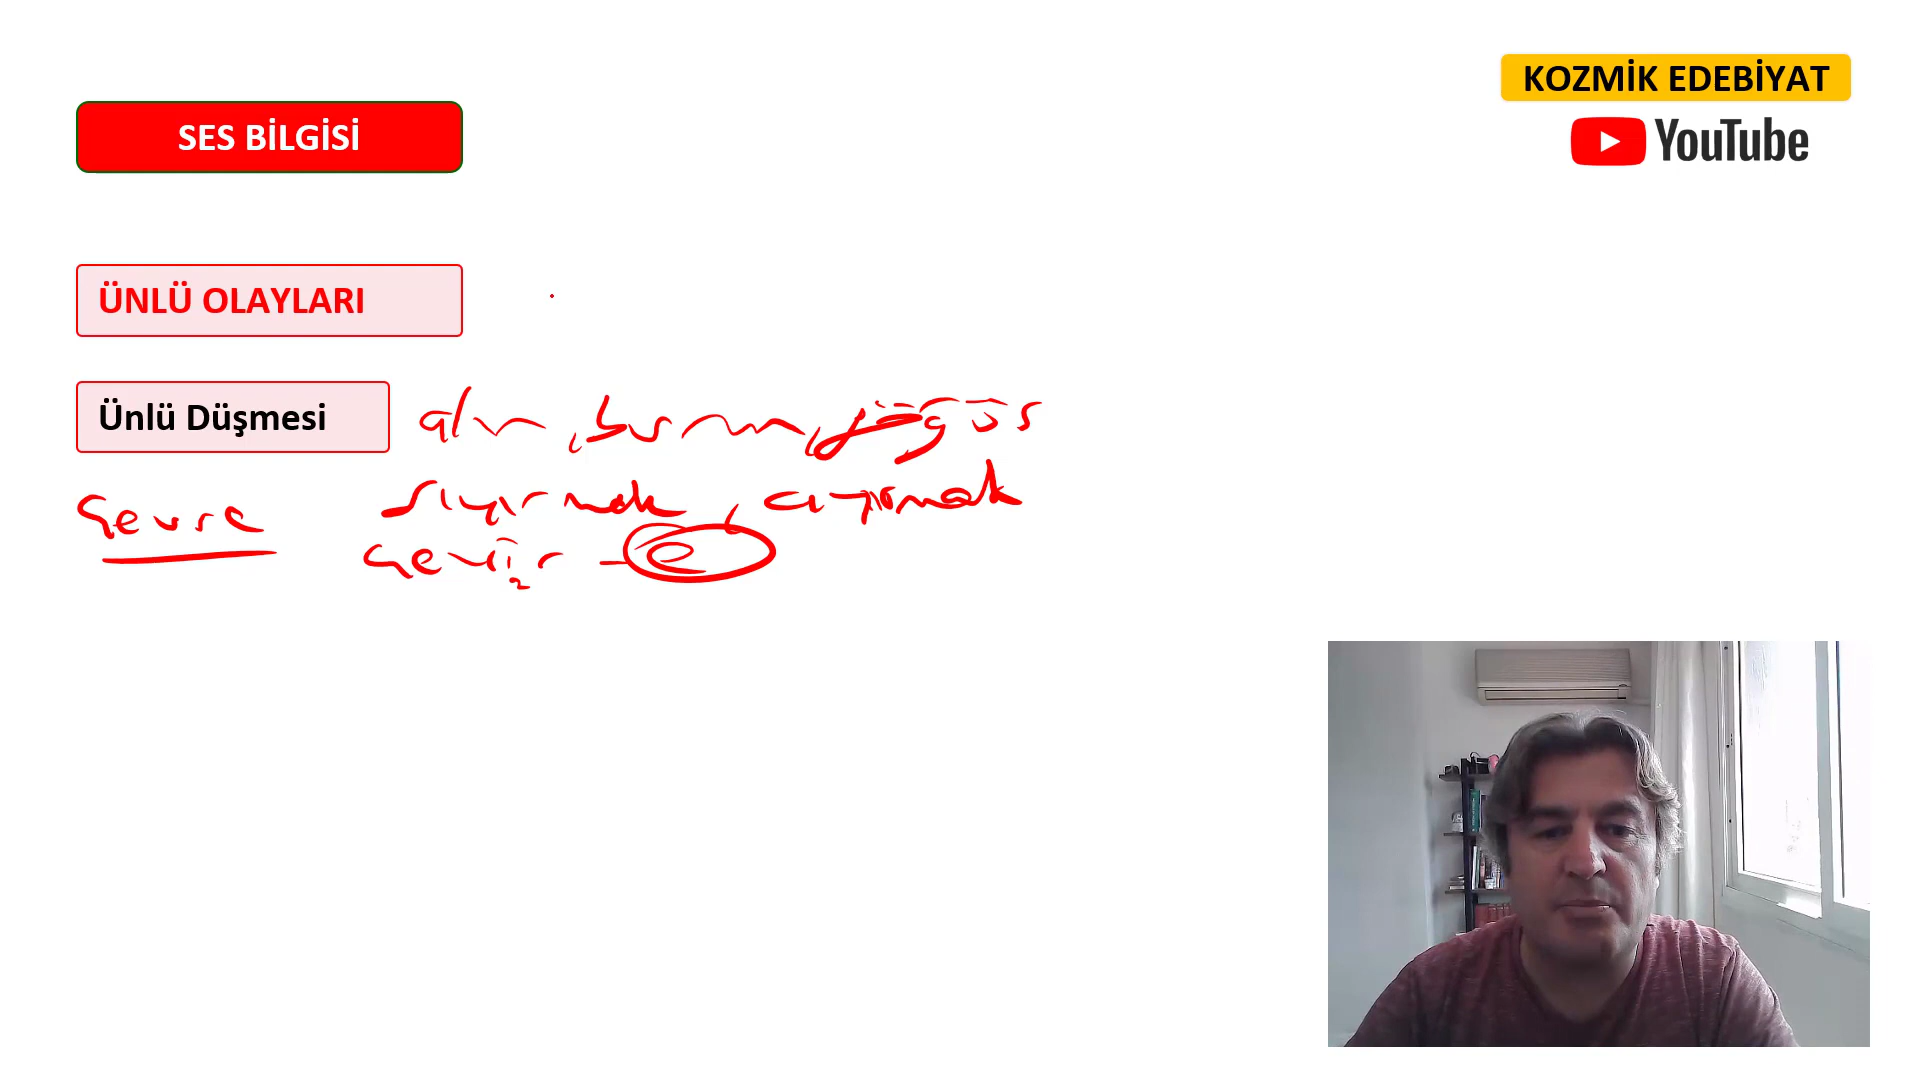 KOZMİK EDEBİYAT
YouTube
SES BİLGİSİ
ÜNLÜ OLAYLARI
Ünlü Düşmesi
alın, burun, göğüs
sıyırmak, ayırmak
çevre
çevir - e